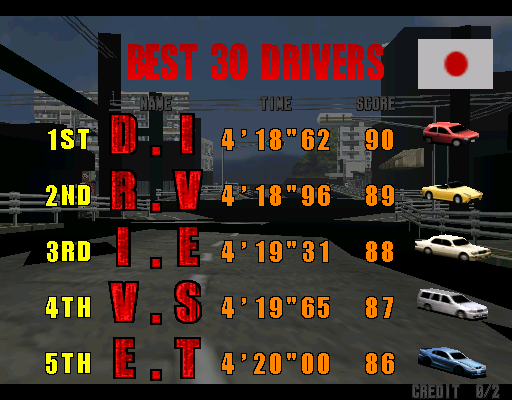 BEST 30 DRIVERS
NAME TIME SCORE
1ST D.I 4'18"62 90
2ND R.V 4'18"96 89
3RD I.E 4'19"31 88
4TH V.S 4'19"65 87
5TH E.T 4'20"00 86
CREDIT 0/2